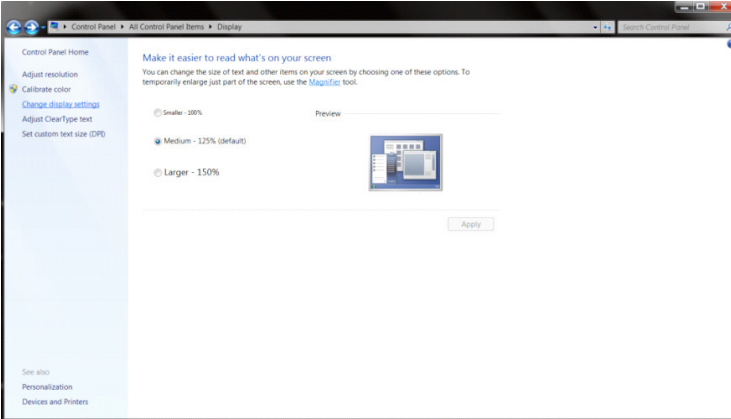 Control Panel ▸ All Control Panel Items ▸ Display
Search Control Panel
Control Panel Home
Adjust resolution
Calibrate color
Change display settings
Adjust ClearType text
Set custom text size (DPI)
Make it easier to read what's on your screen
You can change the size of text and other items on your screen by choosing one of these options. To
temporarily enlarge just part of the screen, use the Magnifier tool.
Smaller - 100%
Preview
Medium - 125% (default)
Larger - 150%
Apply
See also
Personalization
Devices and Printers